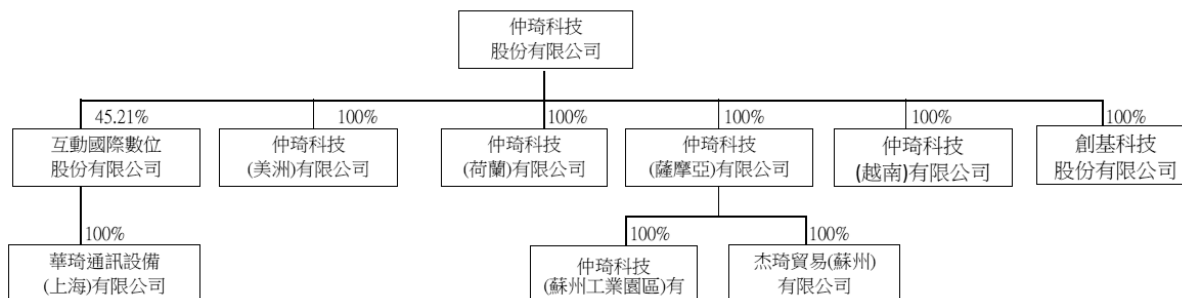 仲琦科技
股份有限公司
45.21%
100%
100%
100%
100%
100%
互動國際數位
股份有限公司
仲琦科技
(美洲)有限公司
仲琦科技
(荷蘭)有限公司
仲琦科技
(薩摩亞)有限公司
仲琦科技
(越南)有限公司
創基科技
股份有限公司
100%
100%
100%
華琦通訊設備
(上海)有限公司
仲琦科技
(蘇州工業園區)有
杰琦貿易(蘇州)
有限公司